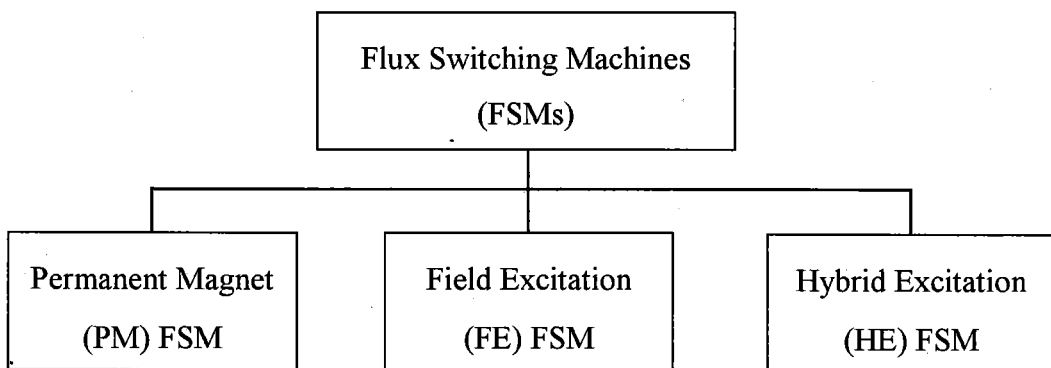 Flux Switching Machines
(FSMs)
Permanent Magnet
(PM) FSM
Field Excitation
(FE) FSM
Hybrid Excitation
(HE) FSM